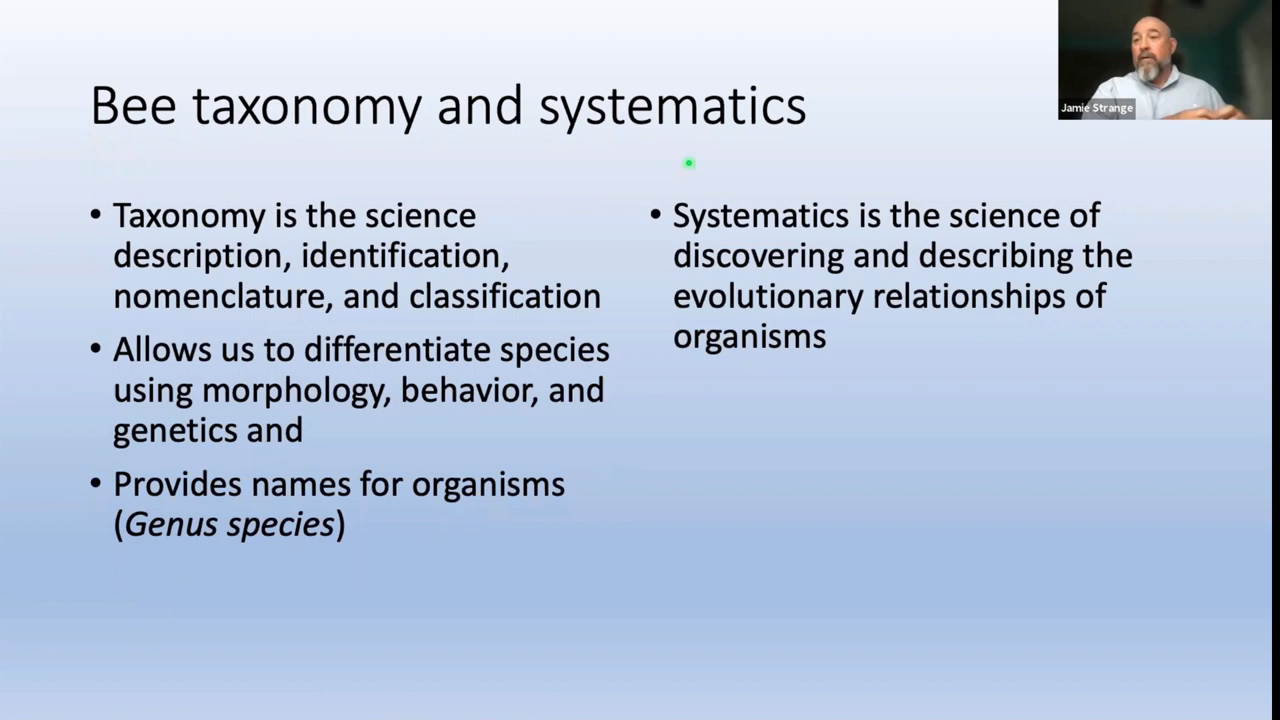 Bee taxonomy and systematics
Jamie Strange
• Taxonomy is the science
description, identification,
nomenclature, and classification
• Allows us to differentiate species
using morphology, behavior, and
genetics and
• Provides names for organisms
(Genus species)
• Systematics is the science of
discovering and describing the
evolutionary relationships of
organisms